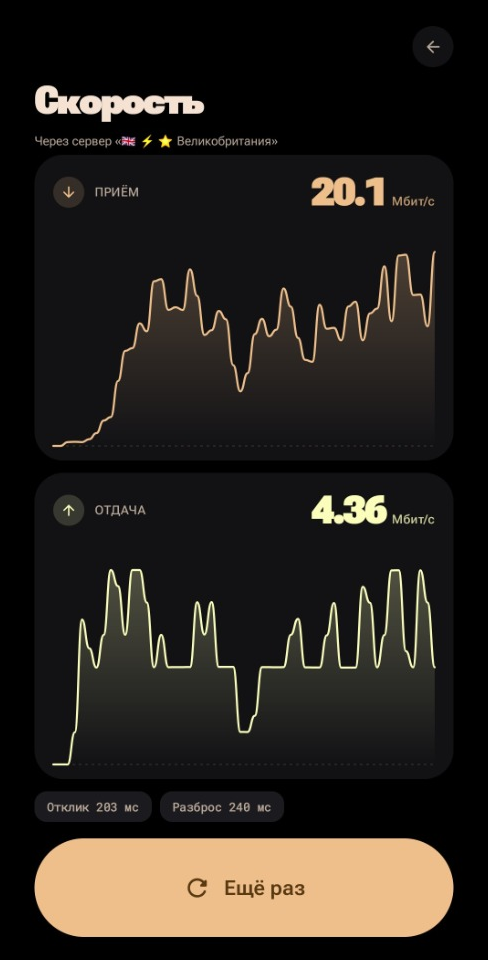 Скорость
Через сервер «🇬🇧 ⚡ ⭐ Великобритания»
ПРИЁМ
20.1 Мбит/с
ОТДАЧА
4.36 Мбит/с
Отклик 203 мс
Разброс 240 мс
Ещё раз